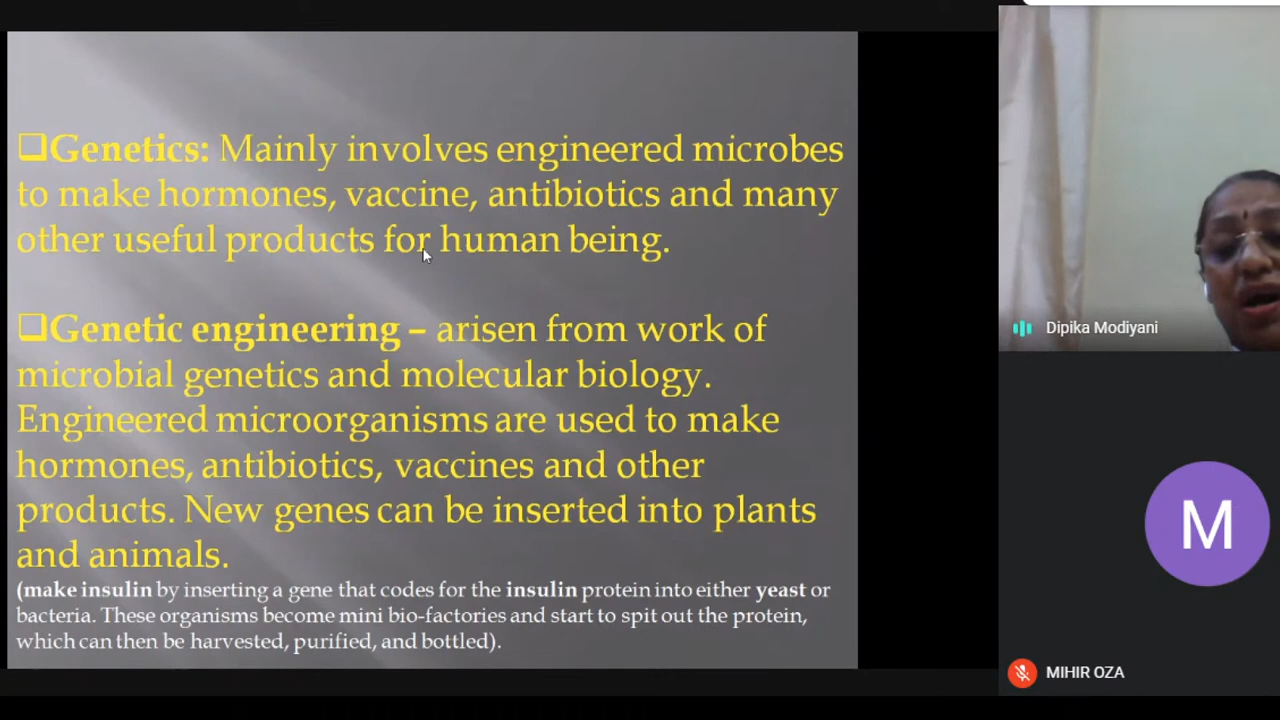 ❑Genetics: Mainly involves engineered microbes
to make hormones, vaccine, antibiotics and many
other useful products for human being.
❑Genetic engineering – arisen from work of
microbial genetics and molecular biology.
Engineered microorganisms are used to make
hormones, antibiotics, vaccines and other
products. New genes can be inserted into plants
and animals.
(make insulin by inserting a gene that codes for the insulin protein into either yeast or
bacteria. These organisms become mini bio-factories and start to spit out the protein,
which can then be harvested, purified, and bottled).
Dipika Modiyani
M
MIHIR OZA